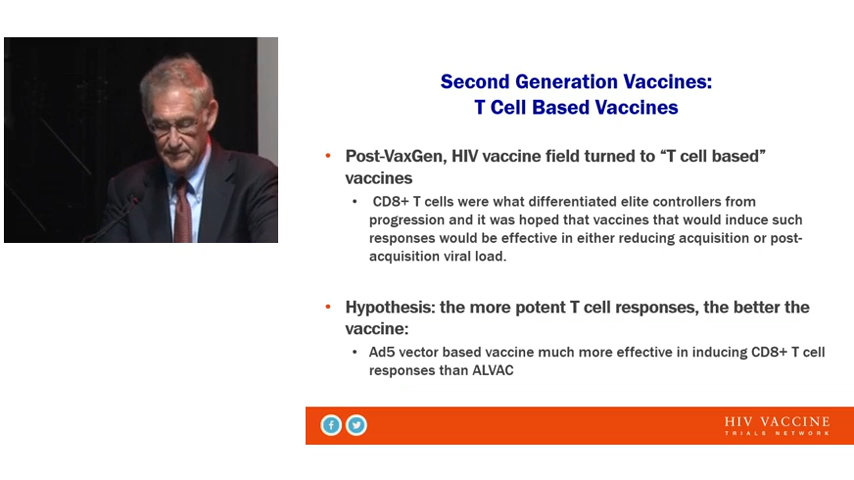 Second Generation Vaccines:
T Cell Based Vaccines
• Post-VaxGen, HIV vaccine field turned to “T cell based”
vaccines
• CD8+ T cells were what differentiated elite controllers from
progression and it was hoped that vaccines that would induce such
responses would be effective in either reducing acquisition or post-
acquisition viral load.
• Hypothesis: the more potent T cell responses, the better the
vaccine:
• Ad5 vector based vaccine much more effective in inducing CD8+ T cell
responses than ALVAC
HIV VACCINE
TRIALS NETWORK